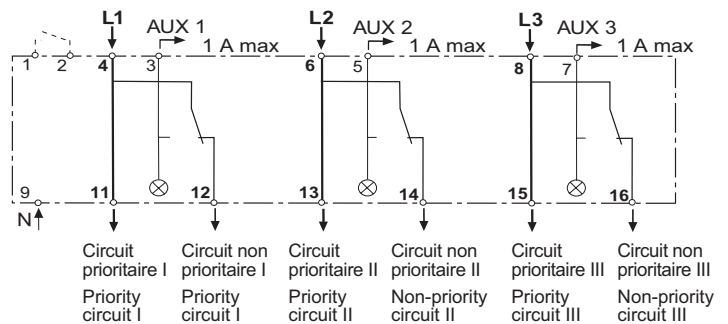 L1 AUX 1 L2 AUX 2 L3 AUX 3
1 A max 1 A max 1 A max
1 2 4 3 6 5 8 7
9 11 12 13 14 15 16
N
Circuit prioritaire I
Priority circuit I
Circuit non prioritaire I
Priority circuit I
Circuit prioritaire II
Priority circuit II
Circuit non prioritaire II
Non-priority circuit II
Circuit prioritaire III
Priority circuit III
Circuit non prioritaire III
Non-priority circuit III